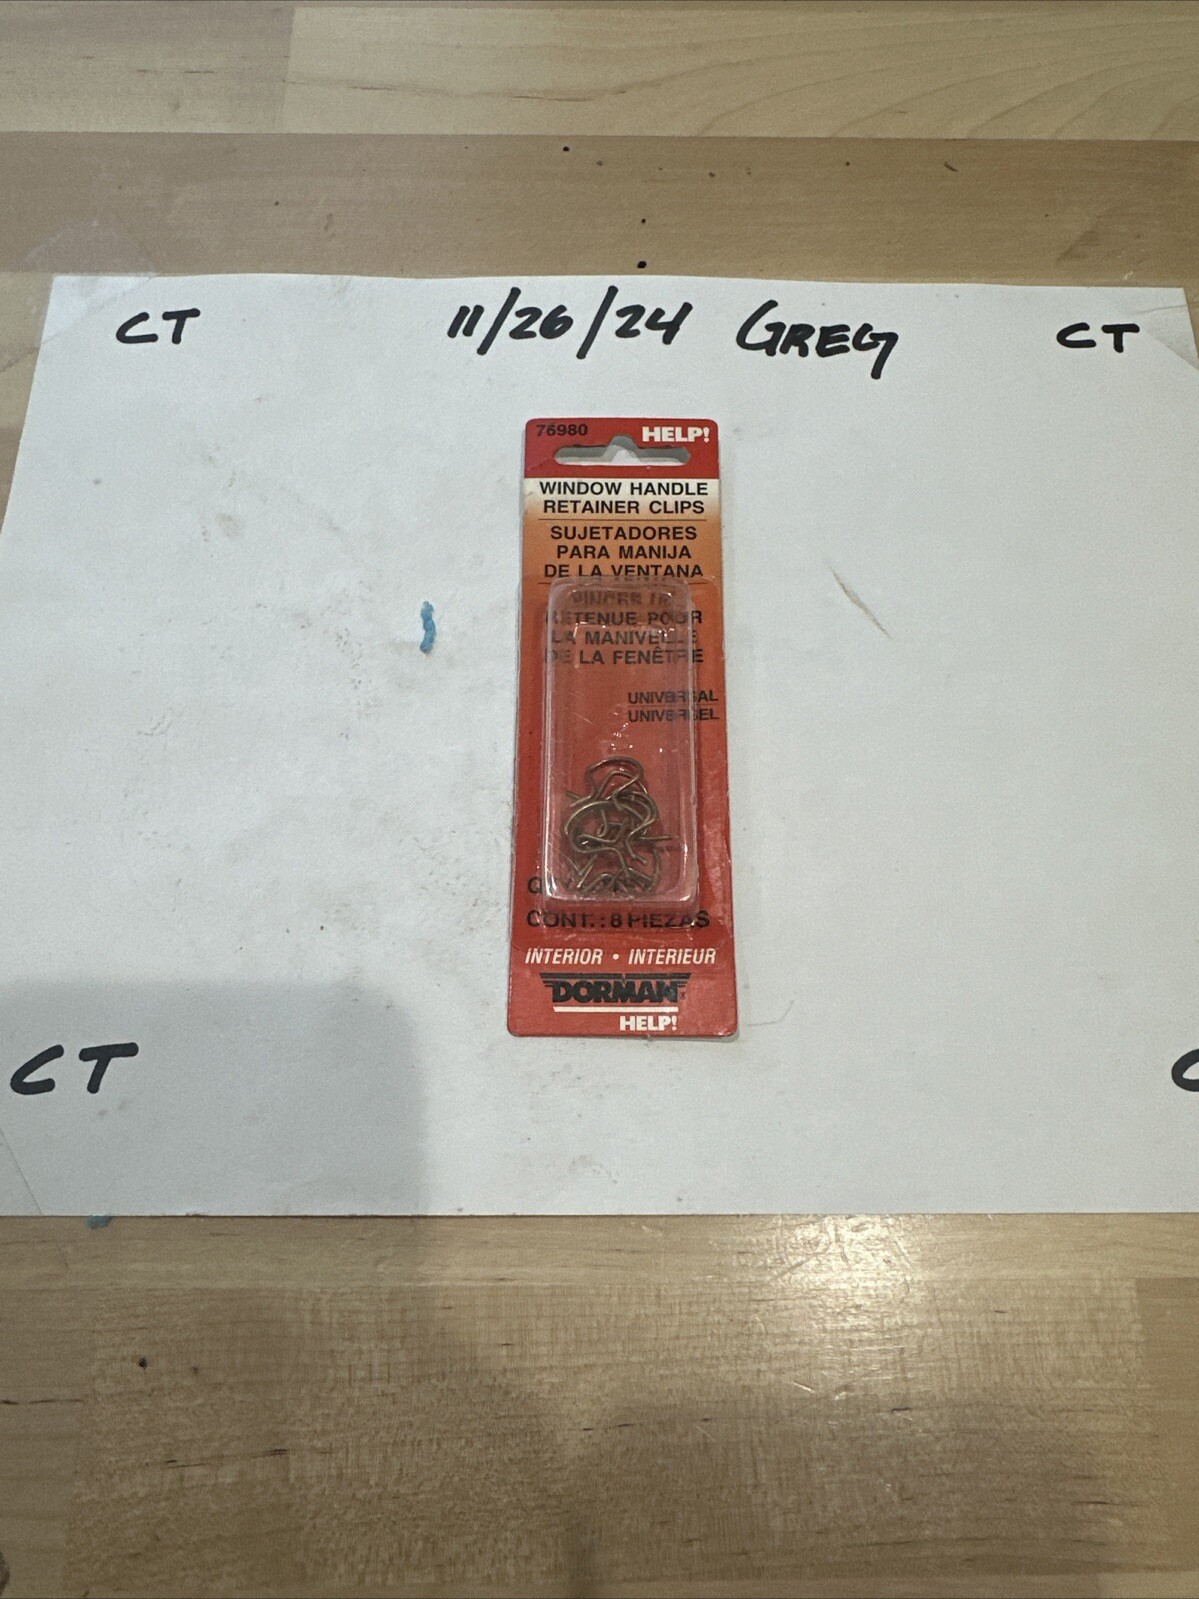 CT 11/26/24 GREG CT
76980 HELP!
WINDOW HANDLE
RETAINER CLIPS
SUJETADORES
PARA MANIJA
DE LA VENTANA
RETENUE POUR
LA MANIVELLE
DE LA FENÊTRE
UNIVERSAL
UNIVERSEL
CONT.: 8 PIEZAS
INTERIOR • INTERIEUR
DORMAN®
HELP!
CT